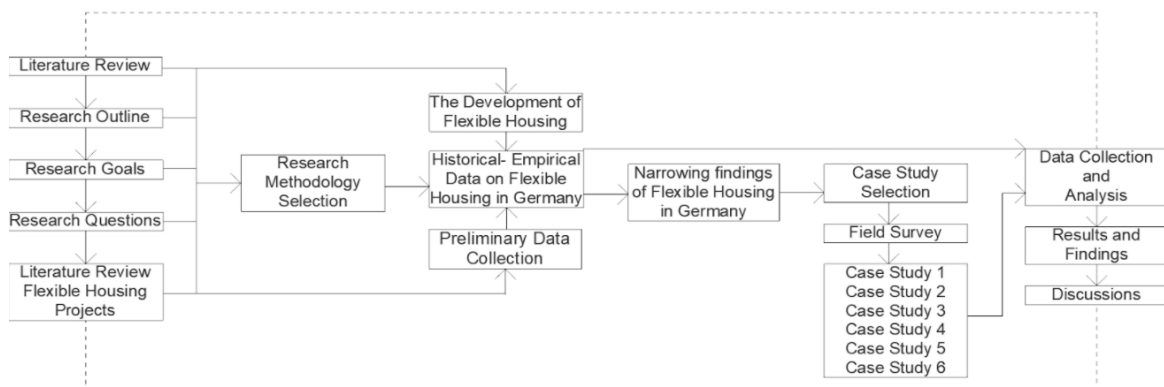 Literature Review
Research Outline
Research Goals
Research Questions
Literature Review
Flexible Housing
Projects
Research
Methodology
Selection
The Development of
Flexible Housing
Historical- Empirical
Data on Flexible
Housing in Germany
Preliminary Data
Collection
Narrowing findings
of Flexible Housing
in Germany
Case Study
Selection
Field Survey
Case Study 1
Case Study 2
Case Study 3
Case Study 4
Case Study 5
Case Study 6
Data Collection
and
Analysis
Results and
Findings
Discussions